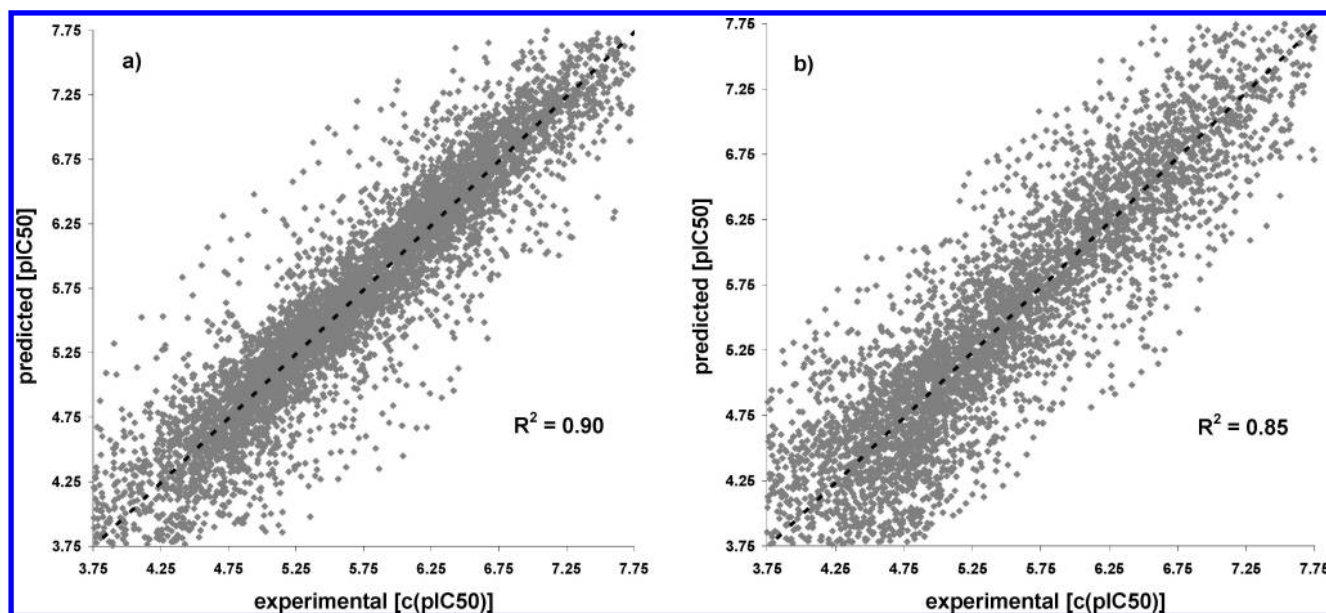 a)
predicted [pIC50]
7.75
7.25
6.75
6.25
5.75
5.25
4.75
4.25
3.75
R² = 0.90
3.75 4.25 5.25 5.25 5.75 6.25 6.75 7.25 7.75
experimental [c(pIC50)]
b)
predicted [pIC50]
7.75
7.25
6.75
6.25
5.75
5.25
4.75
4.25
3.75
R² = 0.85
3.75 4.25 4.75 5.25 5.75 6.25 6.75 7.25 7.75
experimental [c(pIC50)]